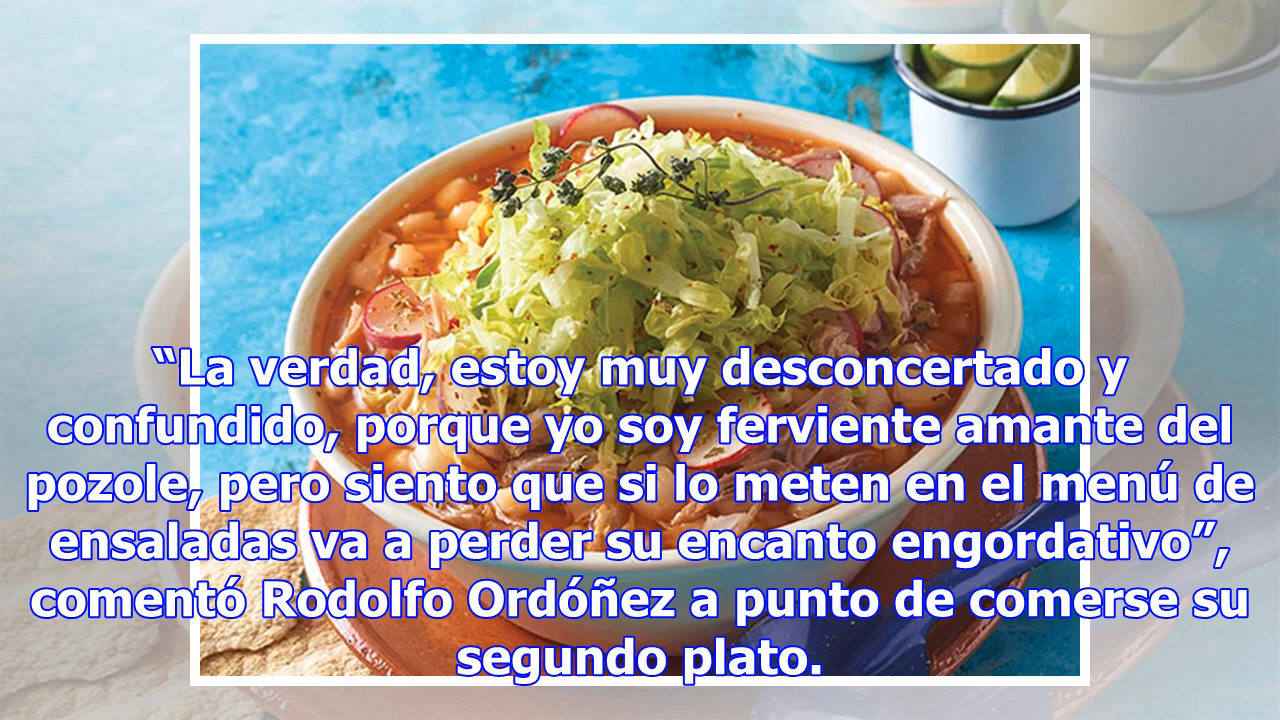 “La verdad, estoy muy desconcertado y
confundido, porque yo soy ferviente amante del
pozole, pero siento que si lo meten en el menú de
ensaladas va a perder su encanto engordativo”,
comentó Rodolfo Ordóñez a punto de comerse su
segundo plato.